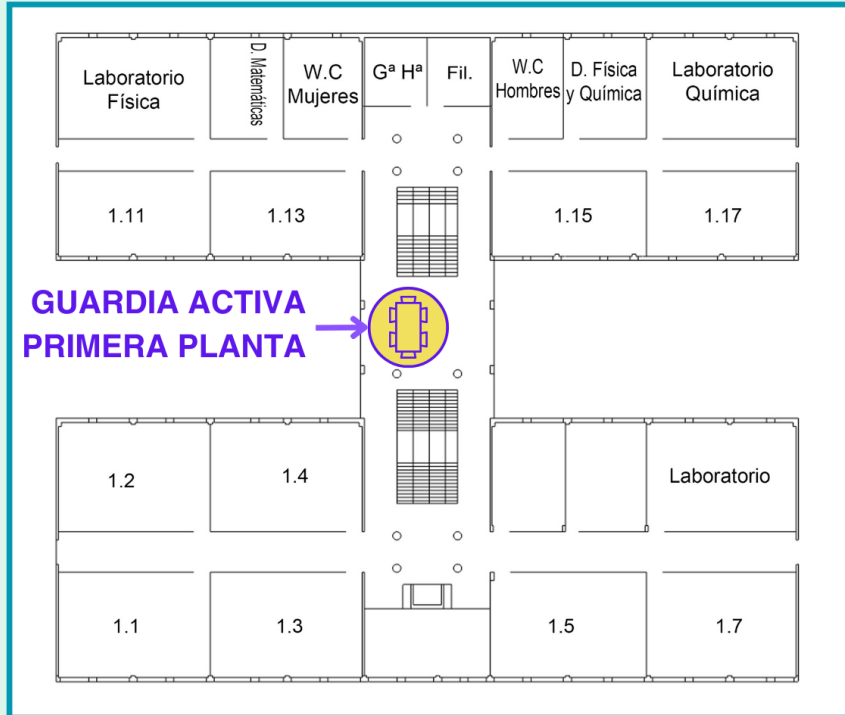 Laboratorio
Física
D. Matemáticas
W.C
Mujeres
Gª Hª
Fil.
W.C
Hombres
D. Física
y Química
Laboratorio
Química
1.11
1.13
1.15
1.17
GUARDIA ACTIVA
PRIMERA PLANTA
1.2
1.4
Laboratorio
1.1
1.3
1.5
1.7